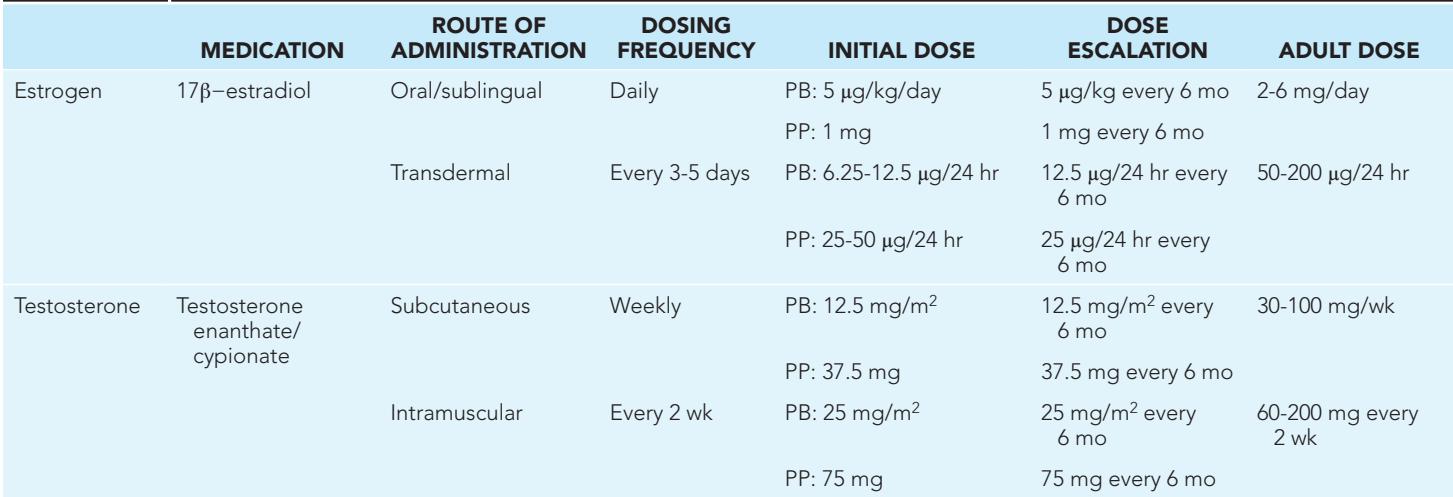 MEDICATION ROUTE OF ADMINISTRATION DOSING FREQUENCY INITIAL DOSE DOSE ESCALATION ADULT DOSE
Estrogen 17β−estradiol Oral/sublingual Daily PB: 5 μg/kg/day 5 μg/kg every 6 mo 2-6 mg/day
PP: 1 mg 1 mg every 6 mo
Transdermal Every 3-5 days PB: 6.25-12.5 μg/24 hr 12.5 μg/24 hr every 6 mo 50-200 μg/24 hr
PP: 25-50 μg/24 hr 25 μg/24 hr every 6 mo
Testosterone Testosterone enanthate/ cypionate Subcutaneous Weekly PB: 12.5 mg/m² 12.5 mg/m² every 6 mo 30-100 mg/wk
PP: 37.5 mg 37.5 mg every 6 mo
Intramuscular Every 2 wk PB: 25 mg/m² 25 mg/m² every 6 mo 60-200 mg every 2 wk
PP: 75 mg 75 mg every 6 mo